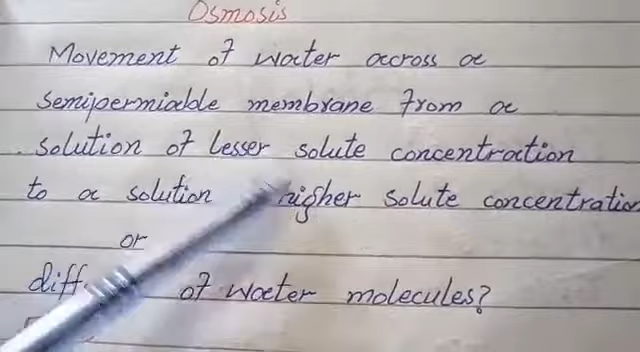 Osmosis
Movement of water across a
semipermiable membrane from a
solution of lesser solute concentration
to a solution higher solute concentration
or
of water molecules?